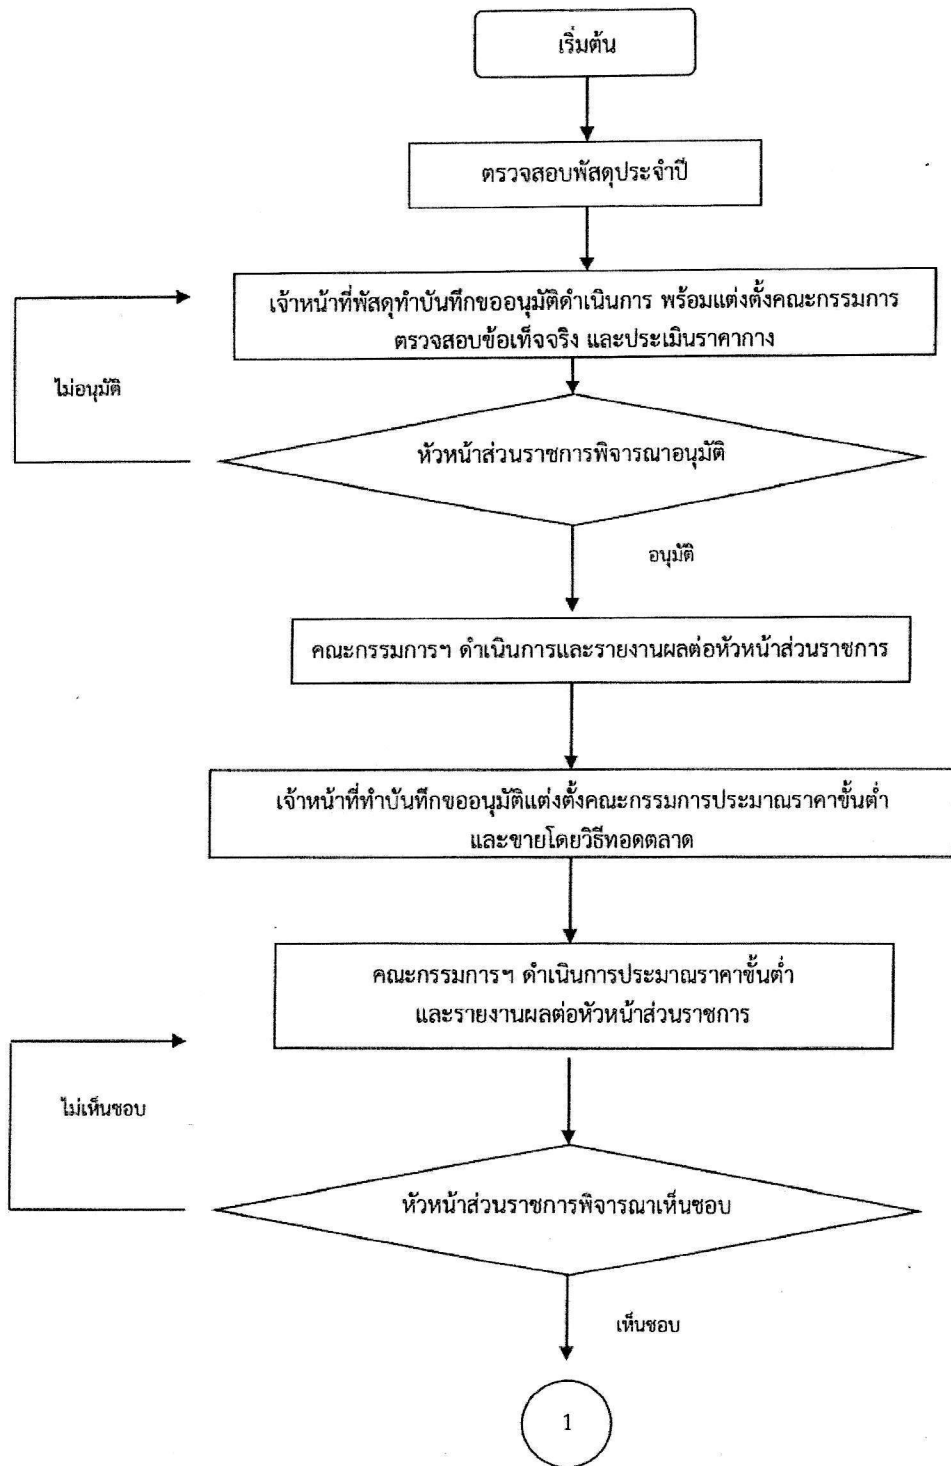 เริ่มต้น
ตรวจสอบพัสดุประจำปี
เจ้าหน้าที่พัสดุทำบันทึกขออนุมัติดำเนินการ พร้อมแต่งตั้งคณะกรรมการ
ตรวจสอบข้อเท็จจริง และประเมินราคากาง
ไม่อนุมัติ
หัวหน้าส่วนราชการพิจารณาอนุมัติ
อนุมัติ
คณะกรรมการฯ ดำเนินการและรายงานผลต่อหัวหน้าส่วนราชการ
เจ้าหน้าที่ทำบันทึกขออนุมัติแต่งตั้งคณะกรรมการประมาณราคาขั้นต่ำ
และขายโดยวิธีทอดตลาด
คณะกรรมการฯ ดำเนินการประมาณราคาขั้นต่ำ
และรายงานผลต่อหัวหน้าส่วนราชการ
ไม่เห็นชอบ
หัวหน้าส่วนราชการพิจารณาเห็นชอบ
เห็นชอบ
1